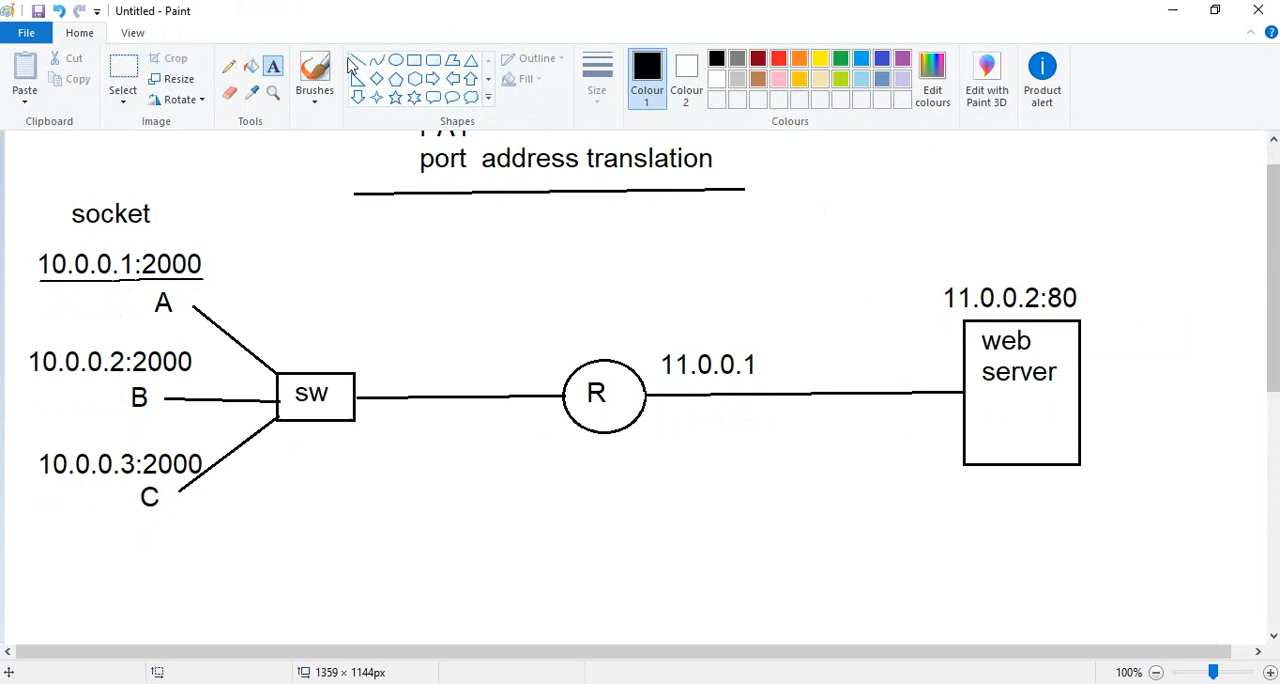 Untitled - Paint
File
Home
View
Paste
Cut
Copy
Clipboard
Select
Crop
Resize
Rotate
Image
A
Tools
Brushes
Shapes
Outline
Fill
Size
Colour 1
Colour 2
Edit colours
Colours
Edit with Paint 3D
Product alert
PAT
port address translation
socket
10.0.0.1:2000
A
10.0.0.2:2000
B
10.0.0.3:2000
C
sw
R
11.0.0.1
11.0.0.2:80
web
server
1359 × 1144px
100%